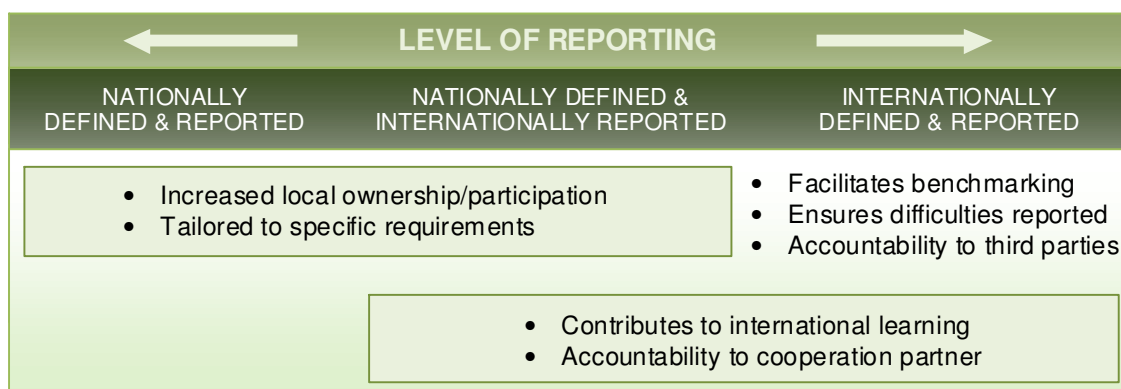 LEVEL OF REPORTING
NATIONALLY
DEFINED & REPORTED
NATIONALLY DEFINED &
INTERNATIONALLY REPORTED
INTERNATIONALLY
DEFINED & REPORTED
• Increased local ownership/participation
• Tailored to specific requirements
• Facilitates benchmarking
• Ensures difficulties reported
• Accountability to third parties
• Contributes to international learning
• Accountability to cooperation partner